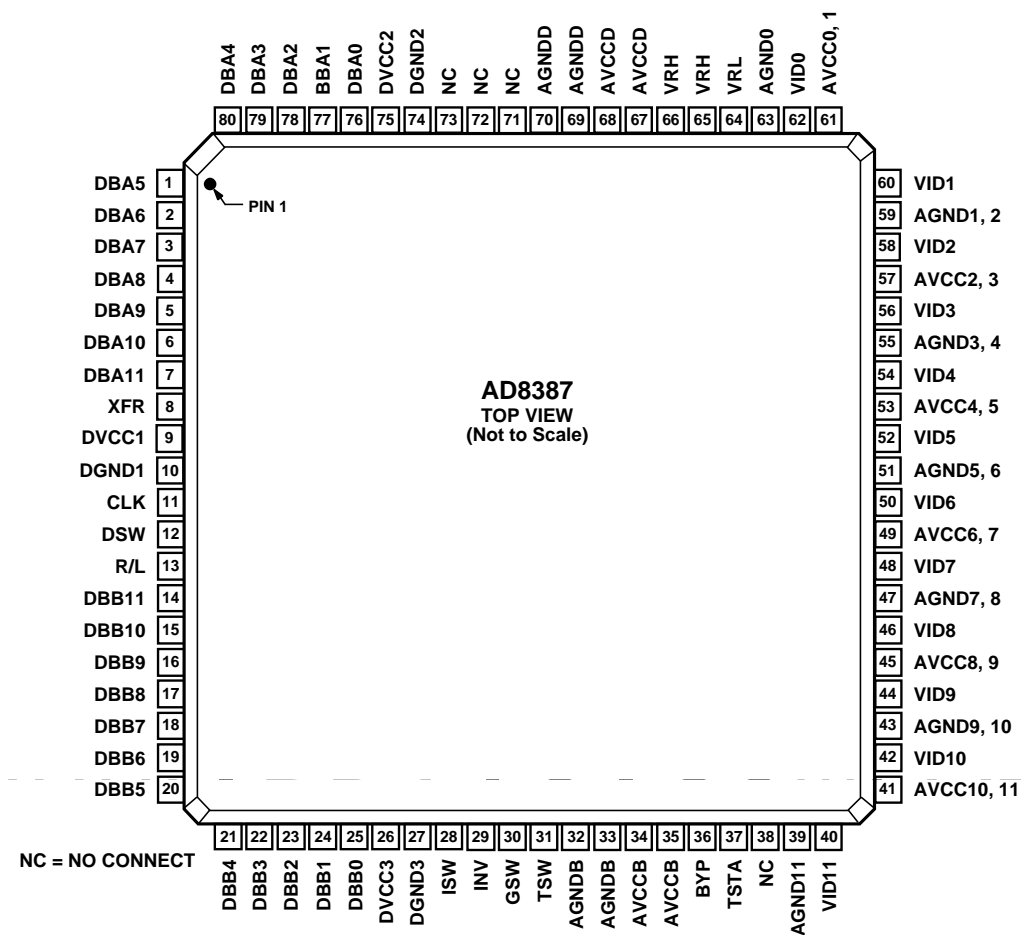 DBA4 DBA3 DBA2 BBA1 DBA0 DVCC2 DGND2 NC NC NC AGNDD AGNDD AVCCD AVCCD VRH VRH VRL AGND0 VID0 AVCC0, 1
80 79 78 77 76 75 74 73 72 71 70 69 68 67 66 65 64 63 62 61
DBA5 1
DBA6 2
DBA7 3
DBA8 4
DBA9 5
DBA10 6
DBA11 7
XFR 8
DVCC1 9
DGND1 10
CLK 11
DSW 12
R/L 13
DBB11 14
DBB10 15
DBB9 16
DBB8 17
DBB7 18
DBB6 19
DBB5 20
PIN 1
AD8387
TOP VIEW
(Not to Scale)
60 VID1
59 AGND1, 2
58 VID2
57 AVCC2, 3
56 VID3
55 AGND3, 4
54 VID4
53 AVCC4, 5
52 VID5
51 AGND5, 6
50 VID6
49 AVCC6, 7
48 VID7
47 AGND7, 8
46 VID8
45 AVCC8, 9
44 VID9
43 AGND9, 10
42 VID10
41 AVCC10, 11
21 22 23 24 25 26 27 28 29 30 31 32 33 34 35 36 37 38 39 40
DBB4 DBB3 DBB2 DBB1 DBB0 DVCC3 DGND3 ISW INV GSW TSW AGNDB AGNDB AVCCB AVCCB BYP TSTA NC AGND11 VID11
NC = NO CONNECT